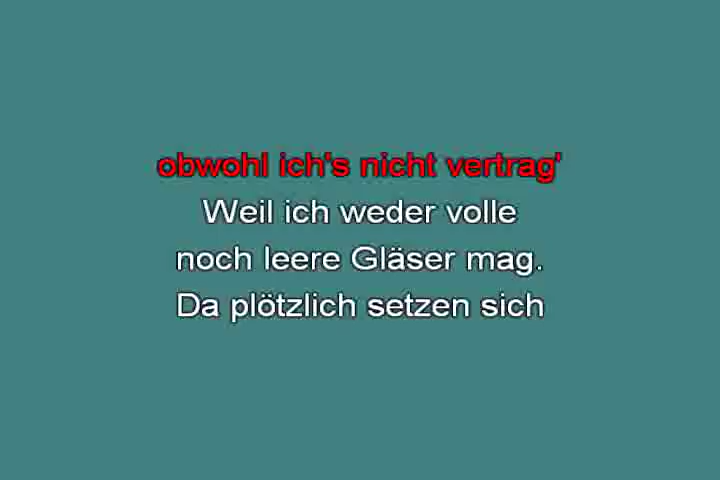 obwohl ich's nicht vertrag'
Weil ich weder volle
noch leere Gläser mag.
Da plötzlich setzen sich